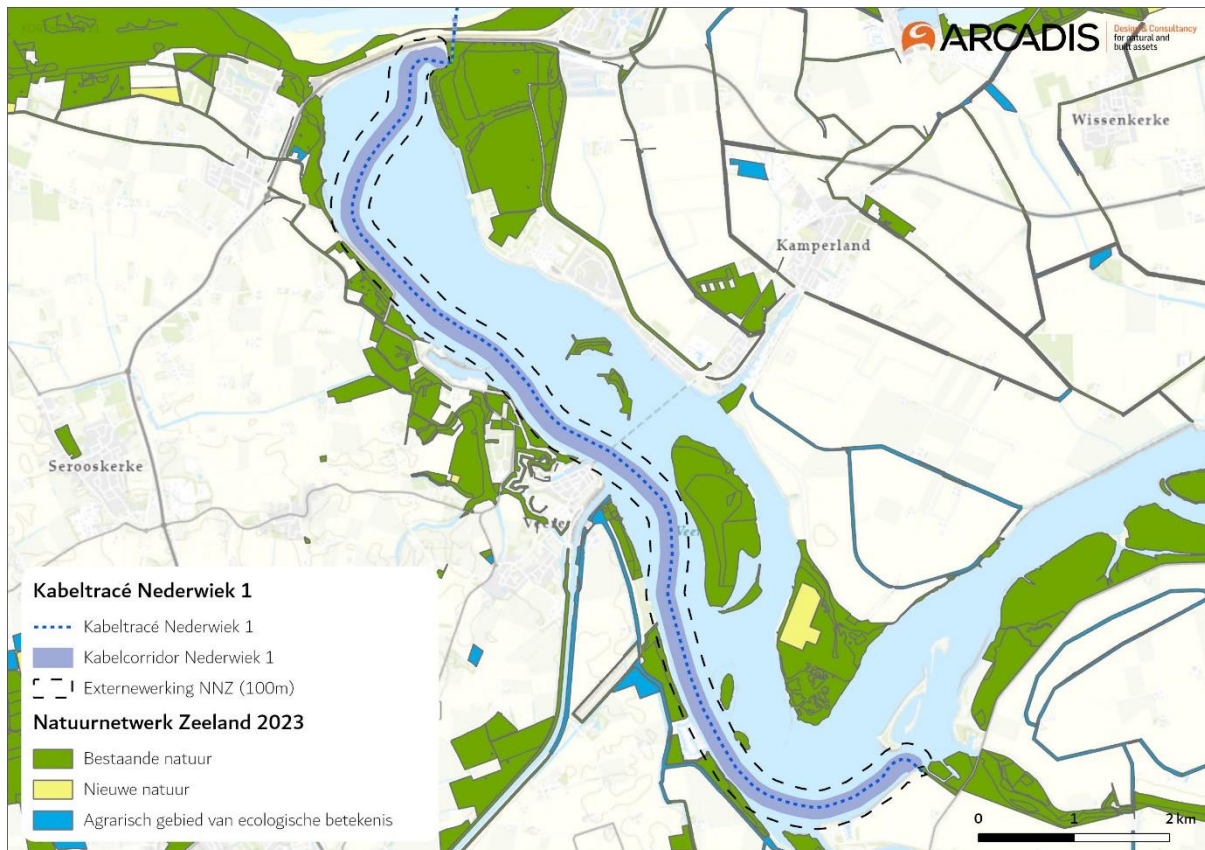 ARCADIS
Design & Consultancy
for natural and
built assets
Wissenkerke
Kamperland
Serooskerke
Veere
Kabeltracé Nederwiek 1
Kabeltracé Nederwiek 1
Kabelcorridor Nederwiek 1
Externewerking NNZ (100m)
Natuurnetwerk Zeeland 2023
Bestaande natuur
Nieuwe natuur
Agrarisch gebied van ecologische betekenis
0 1 2 km